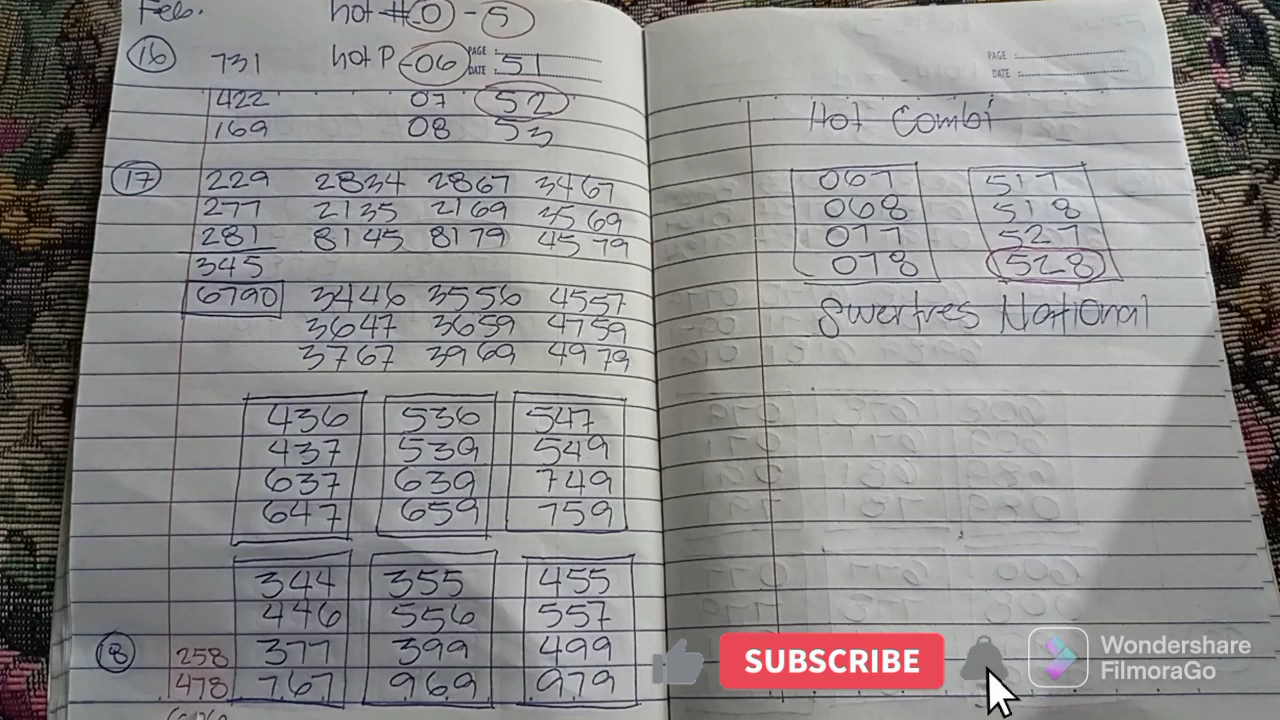 Feb. hot # 0 - 5
16 731 hot P - 06 PAGE : 51
DATE :
422 07 52
169 08 53
17 229 2834 2867 3467
277 2135 2169 3569
281 8145 8179 4579
345
6790 3446 3556 4557
3647 3659 4759
3767 3969 4979
436 536 547
437 539 549
637 639 749
647 659 759
344 355 455
446 556 557
18 258 377 399 499
478 767 969 979
PAGE :
DATE :
Hot Combi
067 517
068 518
077 527
078 528
Swertres National
SUBSCRIBE
Wondershare
FilmoraGo